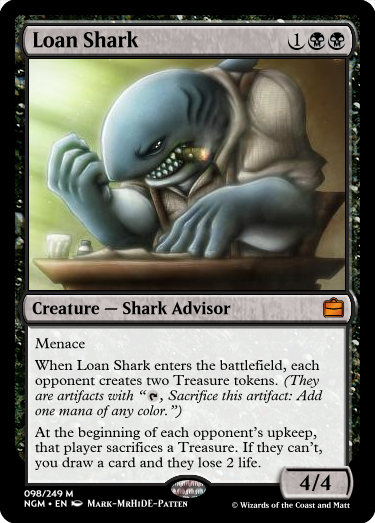 Loan Shark 1
Creature — Shark Advisor
Menace
When Loan Shark enters the battlefield, each
opponent creates two Treasure tokens. (They
are artifacts with “, Sacrifice this artifact: Add
one mana of any color.”)
At the beginning of each opponent’s upkeep,
that player sacrifices a Treasure. If they can’t,
you draw a card and they lose 2 life.
4/4
098/249 M
NGM • EN Mark-MrHiDE-Patten
© Wizards of the Coast and Matt